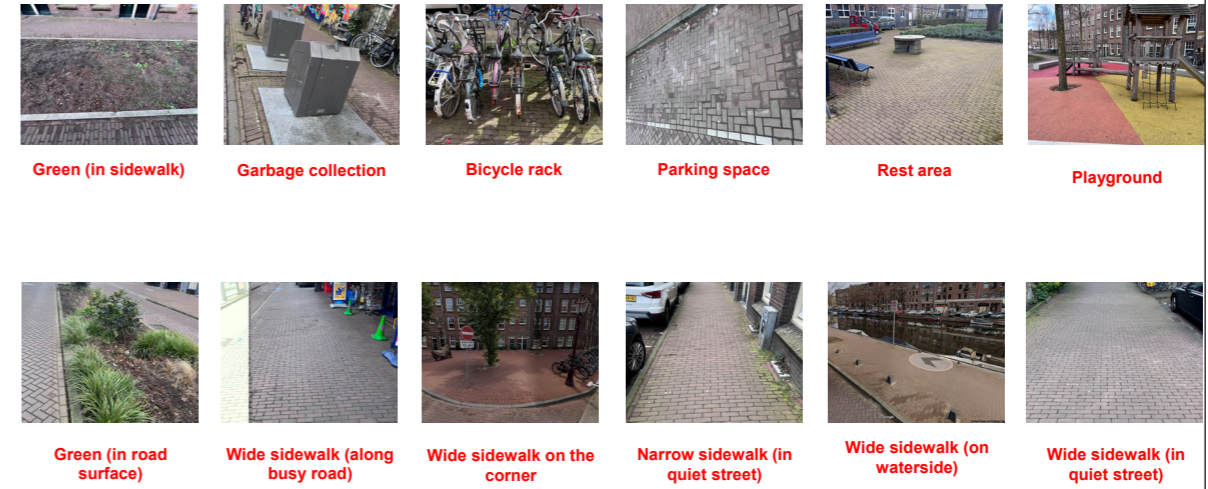 Green (in sidewalk)
Garbage collection
Bicycle rack
Parking space
Rest area
Playground
Green (in road
surface)
Wide sidewalk (along
busy road)
Wide sidewalk on the
corner
Narrow sidewalk (in
quiet street)
Wide sidewalk (on
waterside)
Wide sidewalk (in
quiet street)